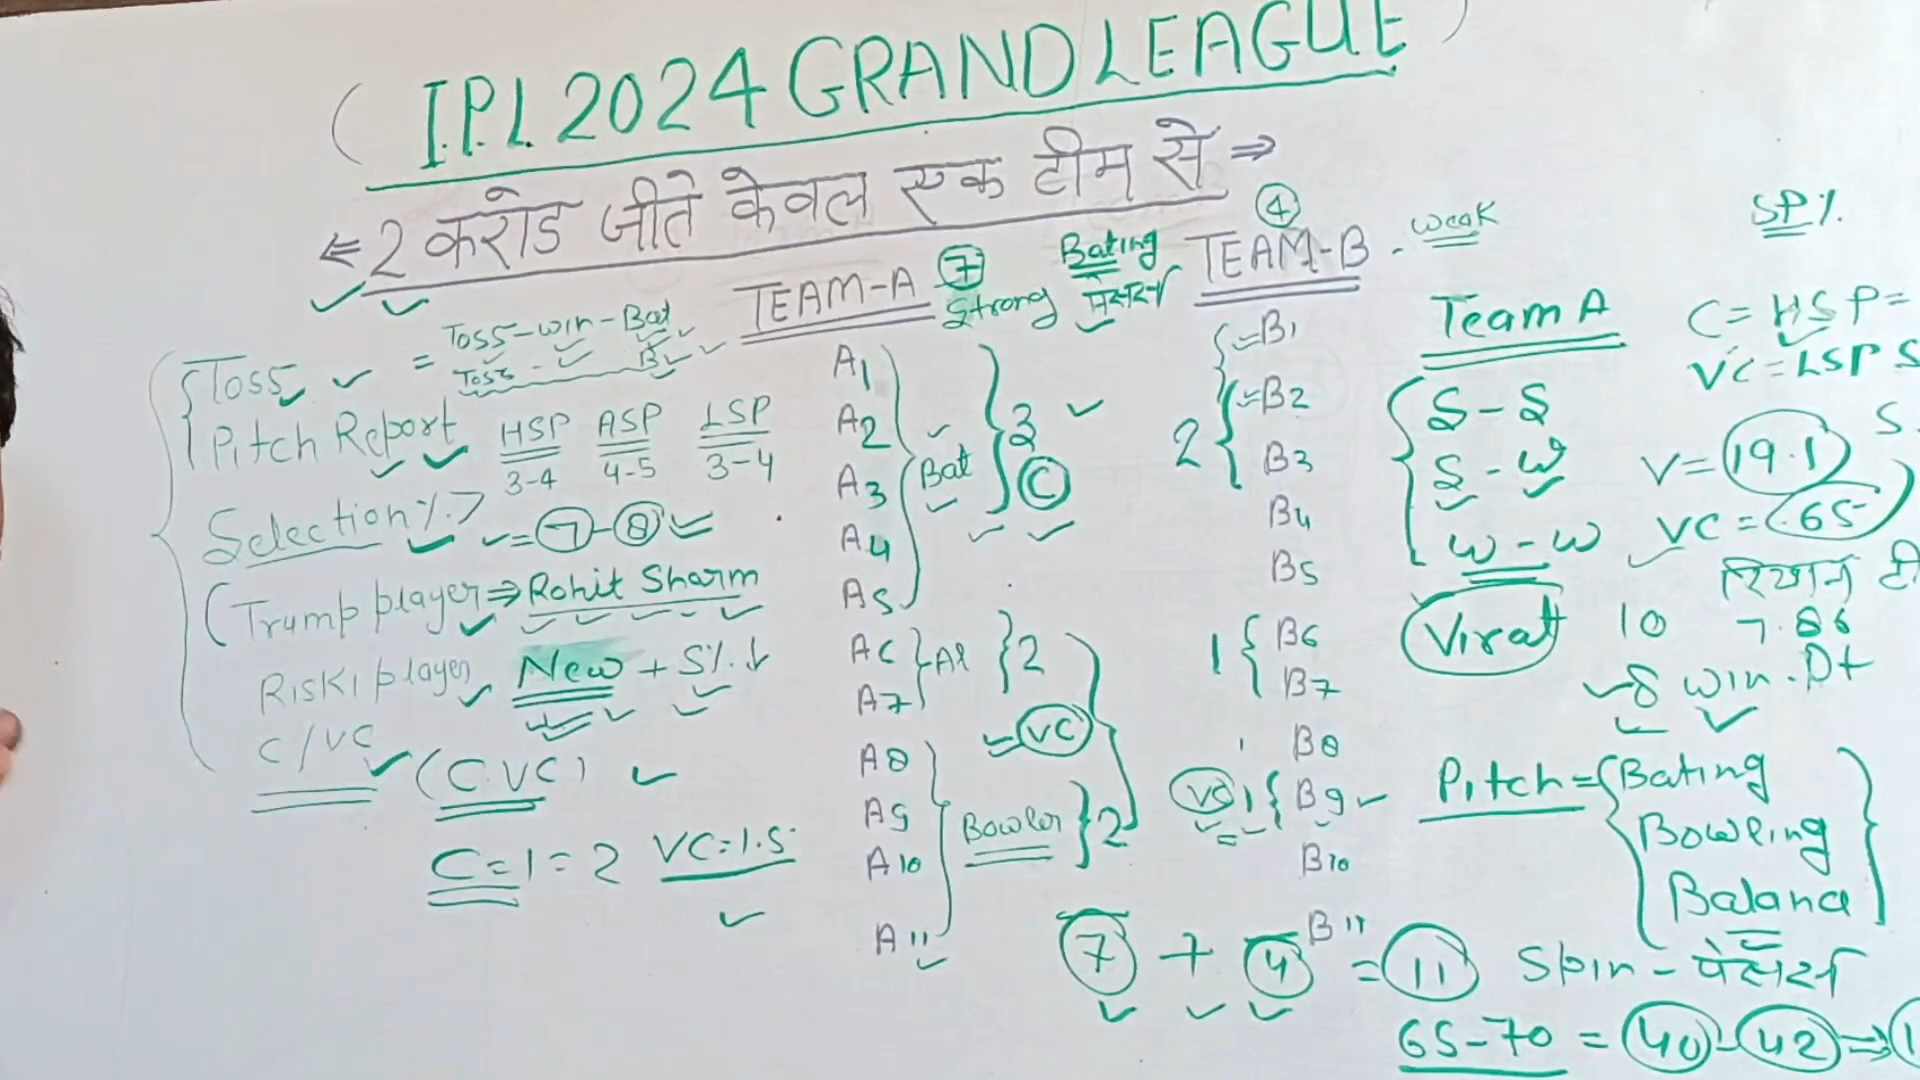 ( I.P.L 2024 GRAND LEAGUE )
⇐ 2 करोड जीते केवल एक टीम से ⇒
TEAM-A 7 Strong
Bating
पेसर्स
TEAM-B - weak
4
SP%
Toss = Toss-win-Bat
Toss - B
Pitch Report HSP ASP LSP
3-4 4-5 3-4
Selection% = 7-8
Trump player ⇒ Rohit Sharm
Riski player New + S%↓
C/VC (C VC)
C=1=2 VC=1.5
A1
A2
A3
A4
A5
Bat
3
C
A6
A7
Al
2
VC
A8
A9
A10
A11
Bowler
2
B1
B2
B3
2
B4
B5
B6
B7
1
B8
B9
VC 1
B10
B11
7 + 4 = 11
Team A
S-S
S-W
W-W
C= HSP=
VC=LSP S
V=19.1 S
VC=.65
Virat 10 7.86
8 win.Pt
Pitch = Bating
Bowling
Balance
Spin - पेसर्स
65-70 = 40-42 ⇒